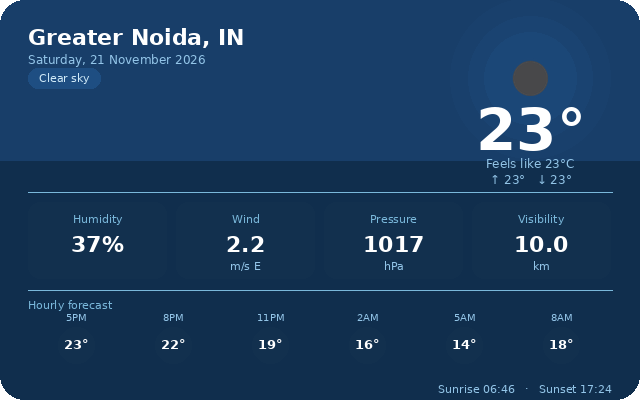 Greater Noida, IN
Saturday, 21 November 2026
Clear sky
23°
Feels like 23°C
↑ 23° ↓ 23°
Humidity Wind Pressure Visibility
37% 2.2 1017 10.0
m/s E hPa km
Hourly forecast
5PM 8PM 11PM 2AM 5AM 8AM
23° 22° 19° 16° 14° 18°
Sunrise 06:46 · Sunset 17:24